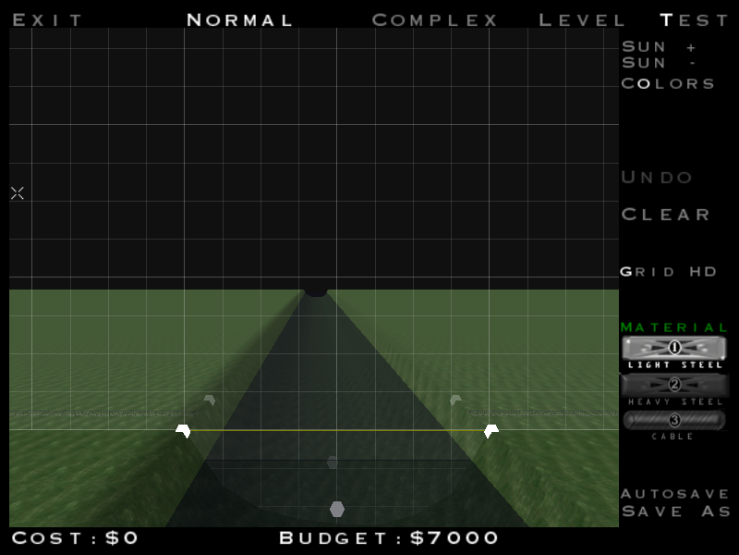 EXIT NORMAL COMPLEX LEVEL TEST
SUN +
SUN -
COLORS
UNDO
CLEAR
GRID HD
MATERIAL
1
LIGHT STEEL
2
HEAVY STEEL
3
CABLE
AUTOSAVE
SAVE AS
COST:$0 BUDGET:$7000